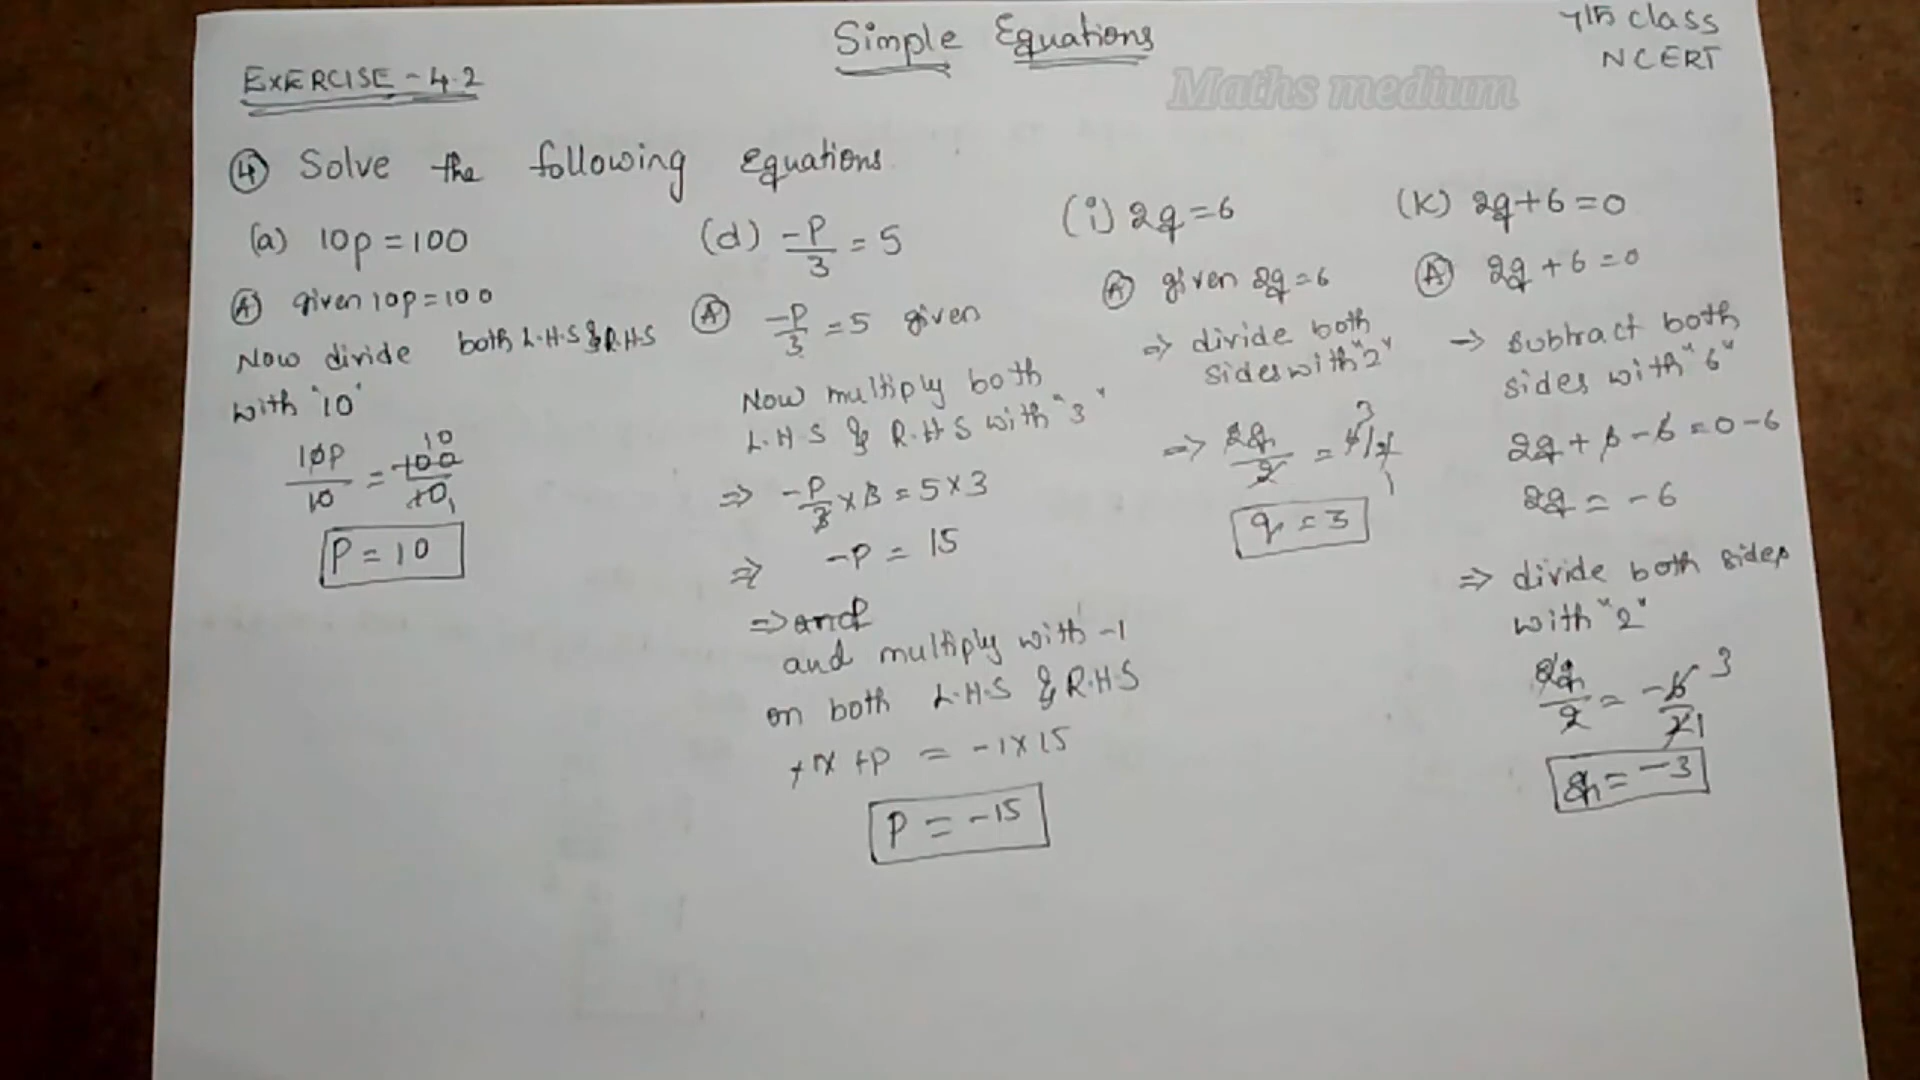 Simple Equations
7th class
NCERT
EXERCISE - 4.2
Maths medium
④ Solve the following Equations
(a) 10p = 100
Ⓐ given 10p = 100
Now divide both L.H.S & R.H.S
with "10"
10p/10 = 100/10
P = 10
(d) -P/3 = 5
Ⓐ -P/3 = 5 given
Now multiply both
L.H.S & R.H.S with "3"
⇒ -P/3 × 3 = 5 × 3
⇒ -P = 15
⇒ and
and multiply with -1
on both L.H.S & R.H.S
+P = -1 × 15
P = -15
(i) 2q = 6
Ⓐ given 2q = 6
⇒ divide both
sides with "2"
⇒ 2q/2 = 6/2
q = 3
(K) 2q + 6 = 0
Ⓐ 2q + 6 = 0
→ subtract both
sides with "6"
2q + 6 - 6 = 0 - 6
2q = -6
⇒ divide both sides
with "2"
2q/2 = -6/2
q = -3